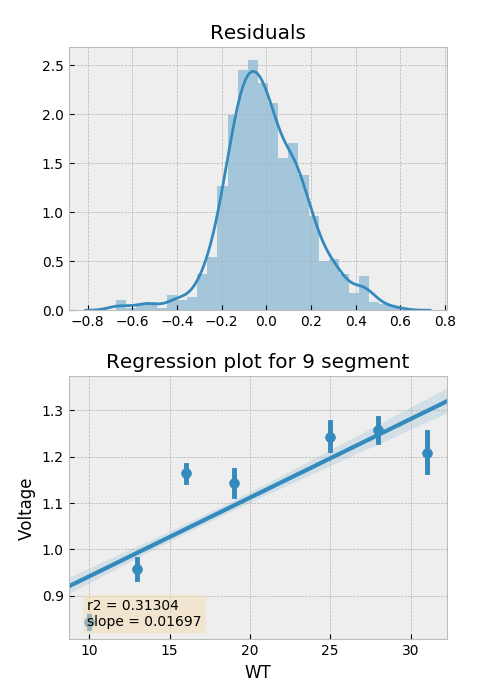 Residuals
2.5
2.0
1.5
1.0
0.5
0.0
−0.8 −0.6 −0.4 −0.2 0.0 0.2 0.4 0.6 0.8
Regression plot for 9 segment
1.3
1.2
1.1
1.0
0.9
Voltage
r2 = 0.31304
slope = 0.01697
10 15 20 25 30
WT